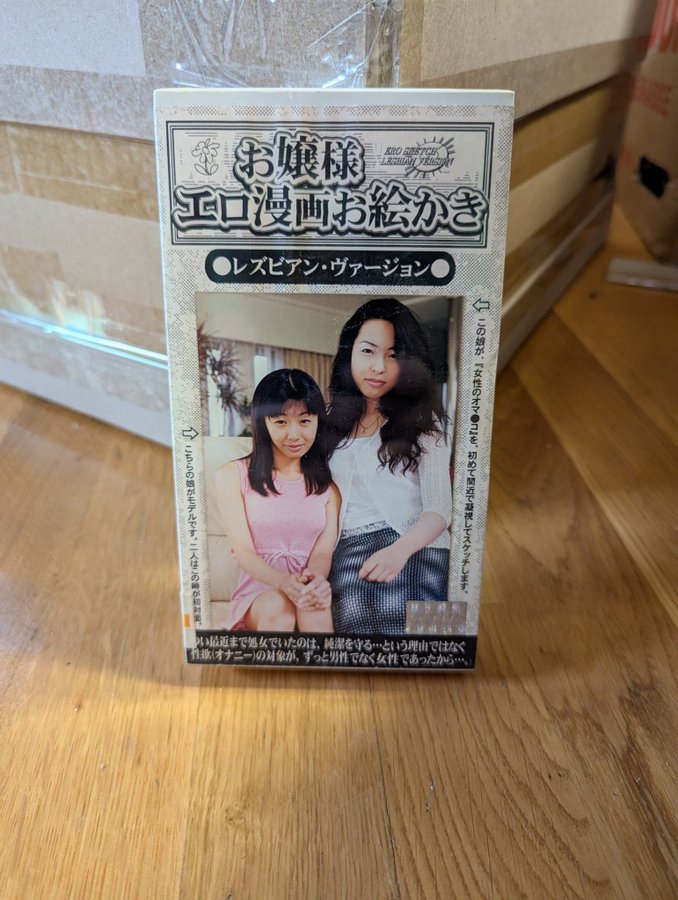 お嬢様
ERO SKETCH
LESBIAN VERSION
エロ漫画お絵かき
●レズビアン・ヴァージョン●
⇦この娘が、『女性のオマ●コ』を、初めて間近で凝視してスケッチします。
⇨こちらの娘がモデルです。二人はこの時が初対面。
つい最近まで処女でいたのは、純潔を守る…という理由ではなく
性欲(オナニー)の対象が、ずっと男性でなく女性であったから…。